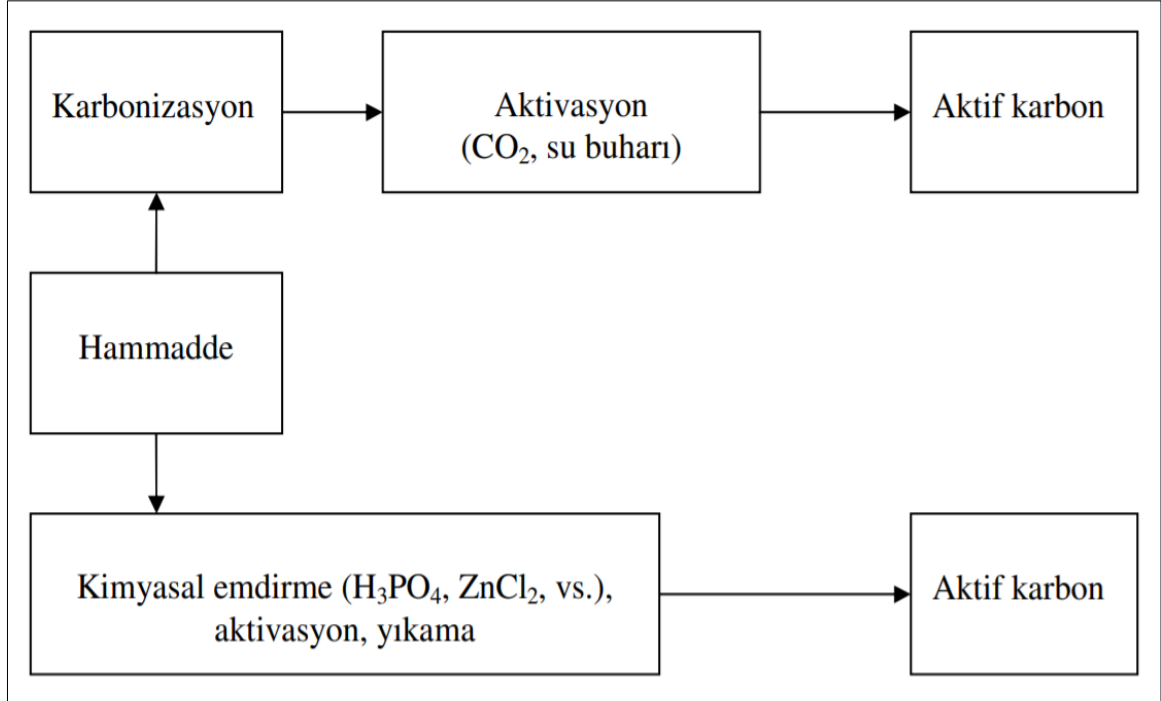 Karbonizasyon
Aktivasyon
(CO₂, su buharı)
Aktif karbon
Hammadde
Kimyasal emdirme (H₃PO₄, ZnCl₂, vs.),
aktivasyon, yıkama
Aktif karbon